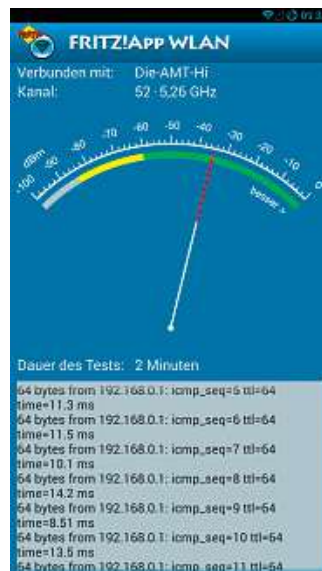 FRITZ!App WLAN
Verbunden mit: Die-AMT-Hi
Kanal: 52 - 5,26 GHz
dBm -100 -90 -80 -70 -60 -50 -40 -30 -20 -10 0
besser >
Dauer des Tests: 2 Minuten
64 bytes from 192.168.0.1: icmp_seq=5 ttl=64
time=11.3 ms
64 bytes from 192.168.0.1: icmp_seq=6 ttl=64
time=11.5 ms
64 bytes from 192.168.0.1: icmp_seq=7 ttl=64
time=10.1 ms
64 bytes from 192.168.0.1: icmp_seq=8 ttl=64
time=14.2 ms
64 bytes from 192.168.0.1: icmp_seq=9 ttl=64
time=8.51 ms
64 bytes from 192.168.0.1: icmp_seq=10 ttl=64
time=13.5 ms
64 bytes from 192.168.0.1: icmp_seq=11 ttl=64